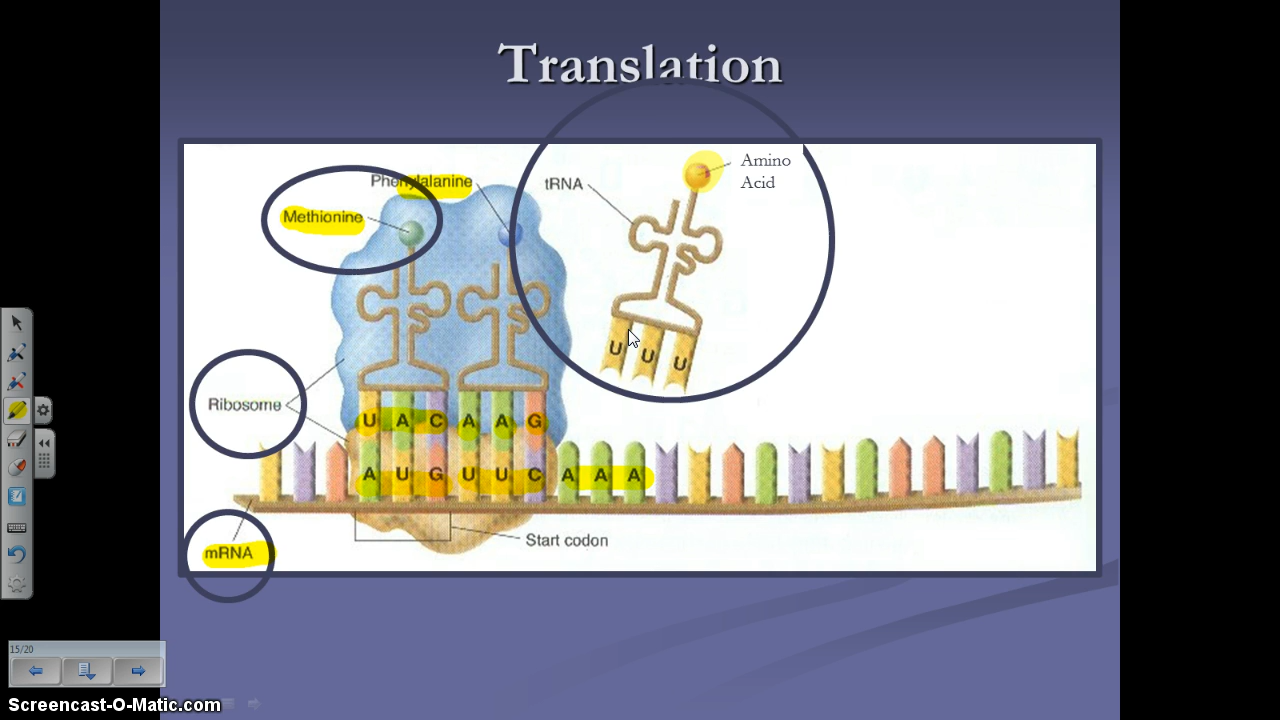 Translation
Phenylalanine
Methionine
tRNA
Amino
Acid
U U U
Ribosome
U A C A A G
A U G U U C A A A
mRNA
Start codon
15/20
Screencast-O-Matic.com